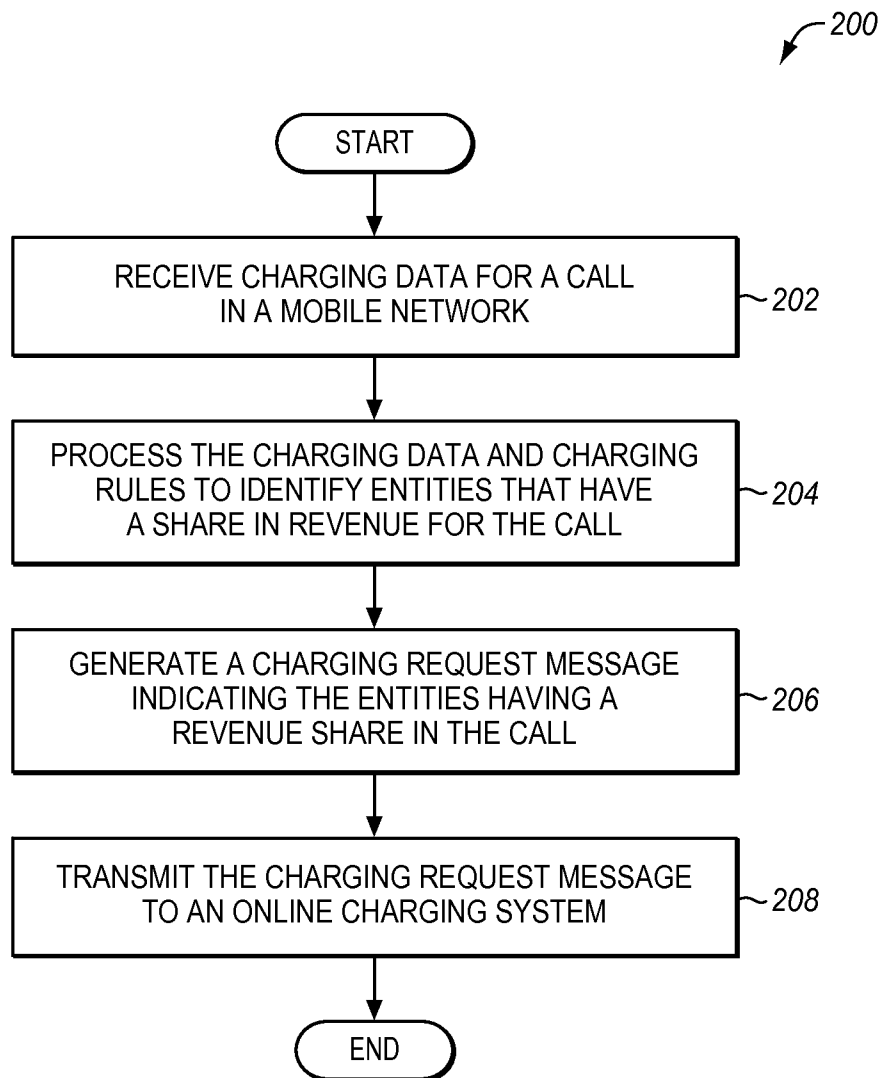 200
START
RECEIVE CHARGING DATA FOR A CALL
IN A MOBILE NETWORK
202
PROCESS THE CHARGING DATA AND CHARGING
RULES TO IDENTIFY ENTITIES THAT HAVE
A SHARE IN REVENUE FOR THE CALL
204
GENERATE A CHARGING REQUEST MESSAGE
INDICATING THE ENTITIES HAVING A
REVENUE SHARE IN THE CALL
206
TRANSMIT THE CHARGING REQUEST MESSAGE
TO AN ONLINE CHARGING SYSTEM
208
END